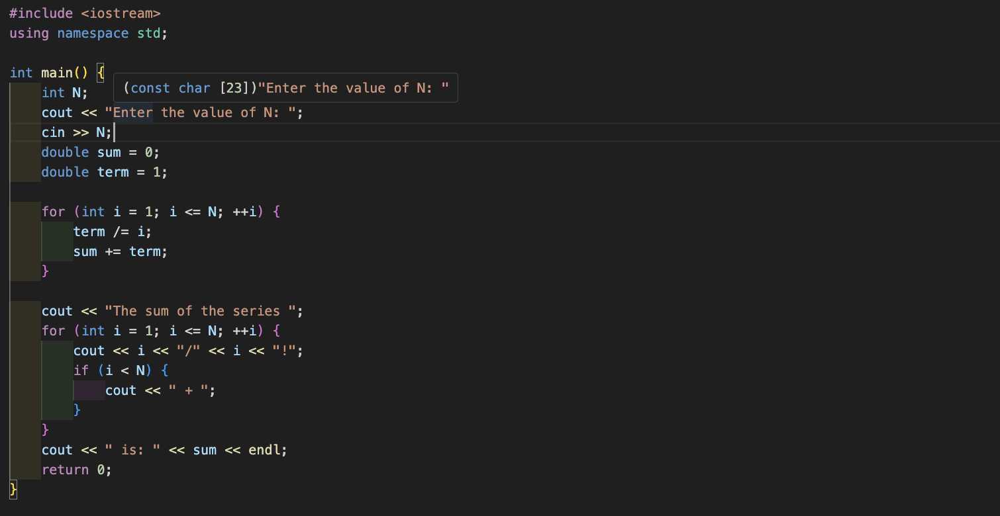 #include <iostream>
using namespace std;
int main() {
(const char [23])"Enter the value of N: "
int N;
cout << "Enter the value of N: ";
cin >> N;
double sum = 0;
double term = 1;
for (int i = 1; i <= N; ++i) {
term /= i;
sum += term;
}
cout << "The sum of the series ";
for (int i = 1; i <= N; ++i) {
cout << i << "/" << i << "!";
if (i < N) {
cout << " + ";
}
}
cout << " is: " << sum << endl;
return 0;
}